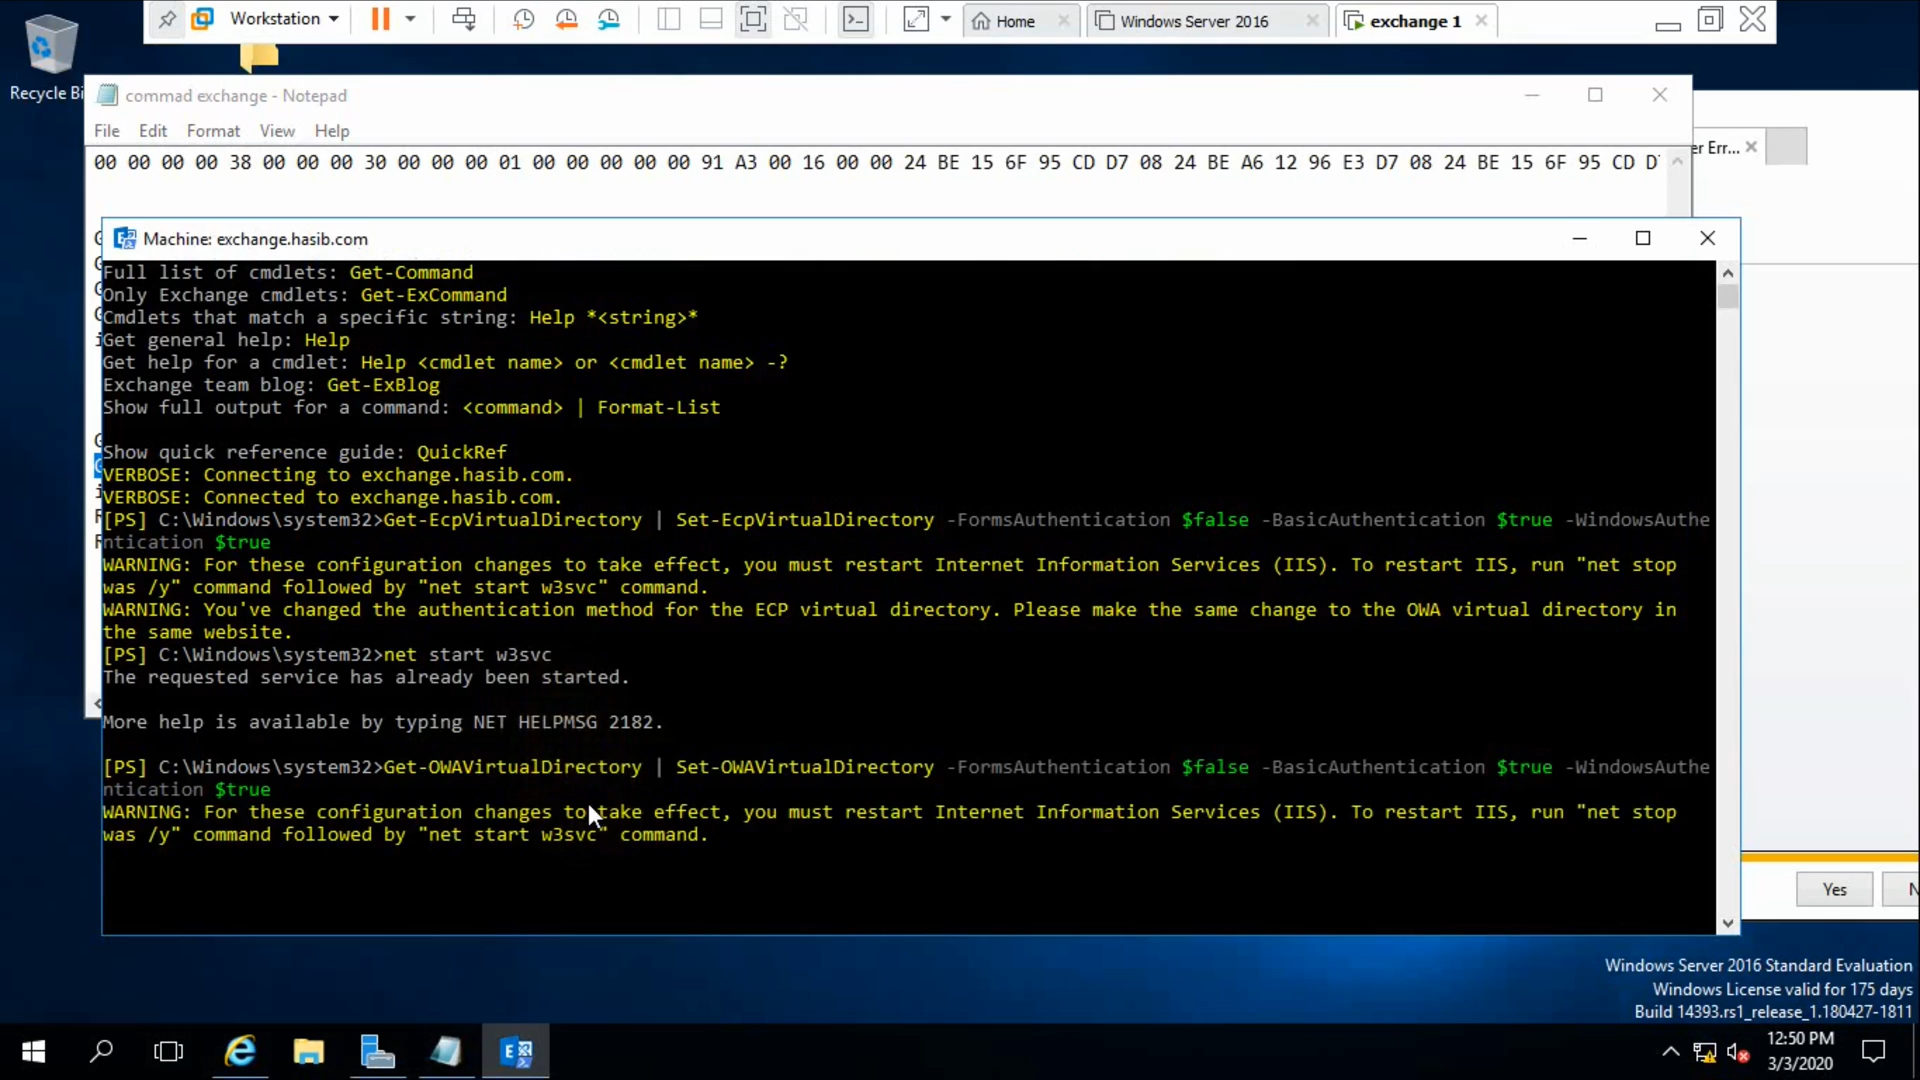 Workstation
Home
Windows Server 2016
exchange 1
Recycle Bi
commad exchange - Notepad
File Edit Format View Help
00 00 00 00 38 00 00 00 30 00 00 00 01 00 00 00 00 00 91 A3 00 16 00 00 24 BE 15 6F 95 CD D7 08 24 BE A6 12 96 E3 D7 08 24 BE 15 6F 95 CD D
er Err...
Machine: exchange.hasib.com
Full list of cmdlets: Get-Command
Only Exchange cmdlets: Get-ExCommand
Cmdlets that match a specific string: Help *<string>*
Get general help: Help
Get help for a cmdlet: Help <cmdlet name> or <cmdlet name> -?
Exchange team blog: Get-ExBlog
Show full output for a command: <command> | Format-List
Show quick reference guide: QuickRef
VERBOSE: Connecting to exchange.hasib.com.
VERBOSE: Connected to exchange.hasib.com.
[PS] C:\Windows\system32>Get-EcpVirtualDirectory | Set-EcpVirtualDirectory -FormsAuthentication $false -BasicAuthentication $true -WindowsAuthe
ntication $true
WARNING: For these configuration changes to take effect, you must restart Internet Information Services (IIS). To restart IIS, run "net stop
was /y" command followed by "net start w3svc" command.
WARNING: You've changed the authentication method for the ECP virtual directory. Please make the same change to the OWA virtual directory in
the same website.
[PS] C:\Windows\system32>net start w3svc
The requested service has already been started.
More help is available by typing NET HELPMSG 2182.
[PS] C:\Windows\system32>Get-OWAVirtualDirectory | Set-OWAVirtualDirectory -FormsAuthentication $false -BasicAuthentication $true -WindowsAuthe
ntication $true
WARNING: For these configuration changes to take effect, you must restart Internet Information Services (IIS). To restart IIS, run "net stop
was /y" command followed by "net start w3svc" command.
Yes
N
Windows Server 2016 Standard Evaluation
Windows License valid for 175 days
Build 14393.rs1_release_1.180427-1811
12:50 PM
3/3/2020